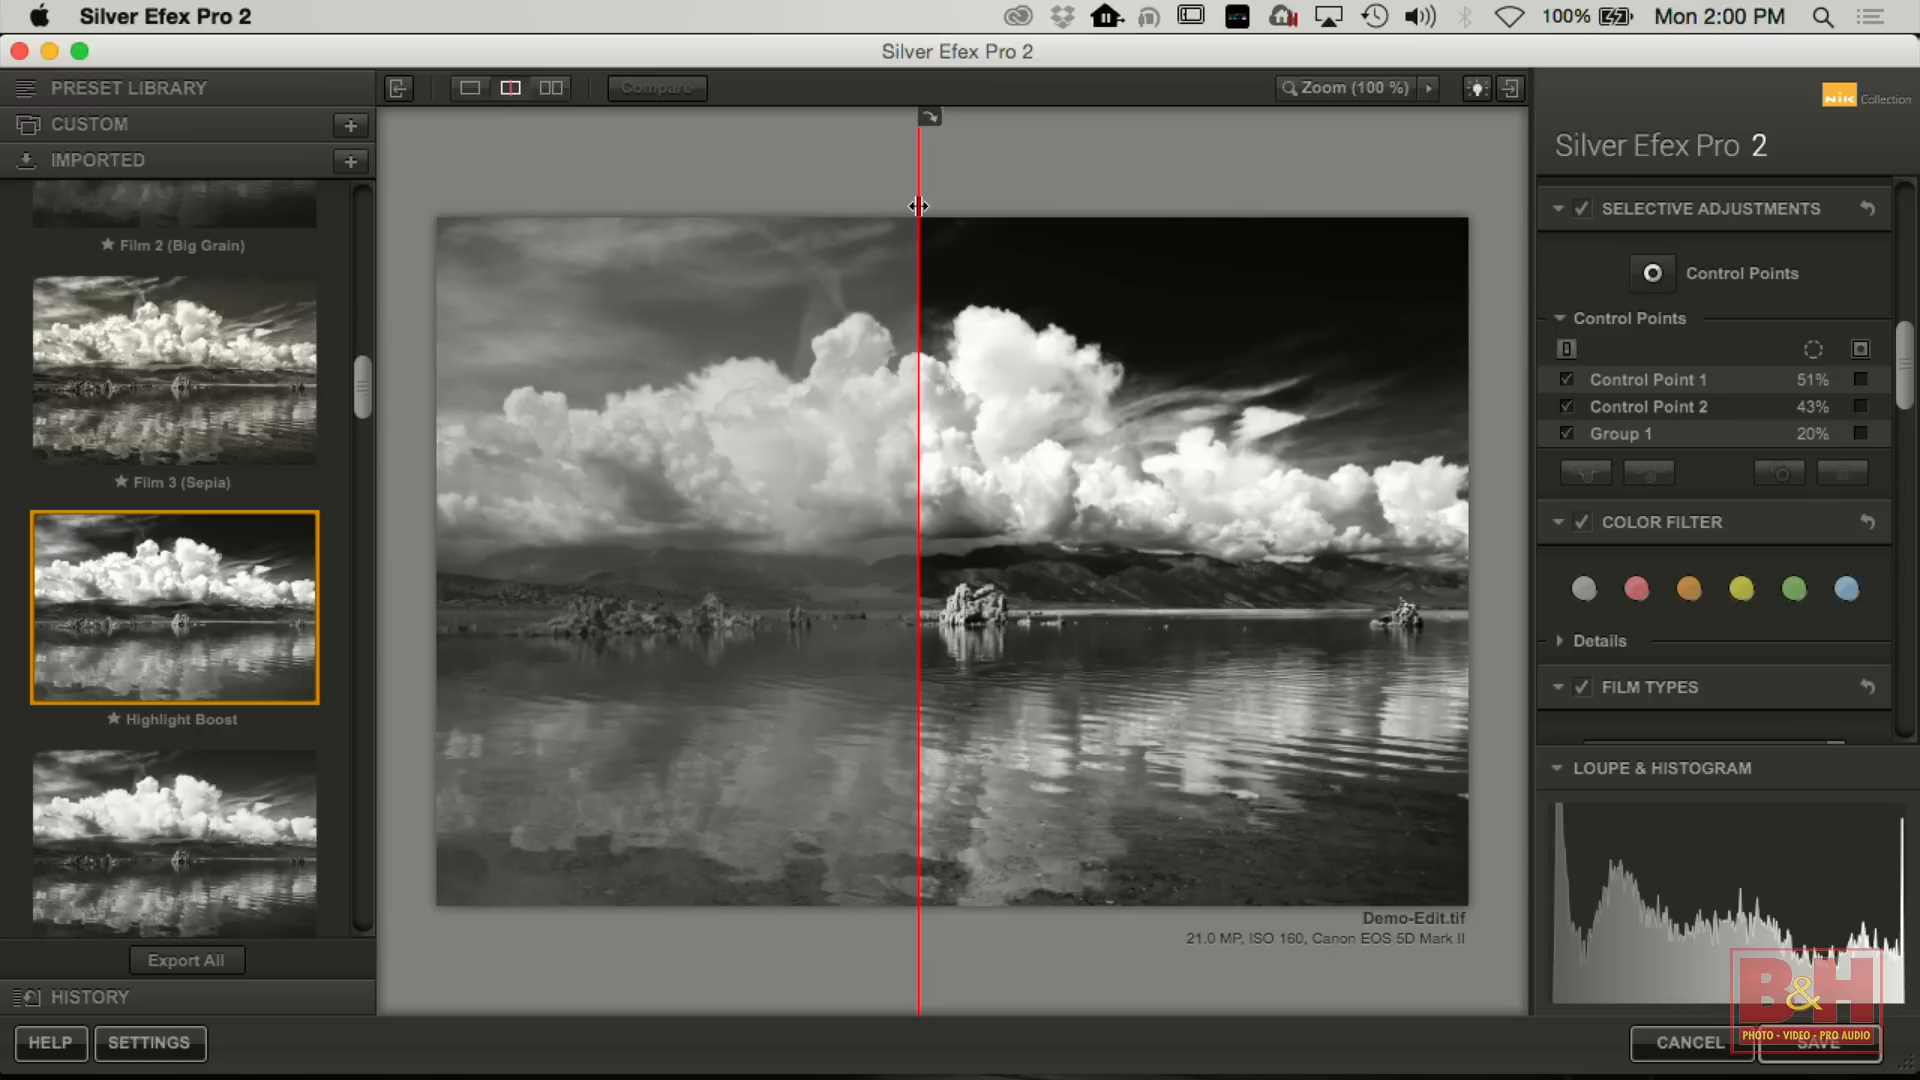 Silver Efex Pro 2
100%
Mon 2:00 PM
Silver Efex Pro 2
PRESET LIBRARY
CUSTOM
IMPORTED
Film 2 (Big Grain)
Film 3 (Sepia)
Highlight Boost
Export All
HISTORY
HELP
SETTINGS
Compare
Zoom (100 %)
Demo-Edit.tif
21.0 MP, ISO 160, Canon EOS 5D Mark II
Nik Collection
Silver Efex Pro 2
SELECTIVE ADJUSTMENTS
Control Points
Control Points
Control Point 1 51%
Control Point 2 43%
Group 1 20%
COLOR FILTER
Details
FILM TYPES
LOUPE & HISTOGRAM
B&H
PHOTO - VIDEO - PRO AUDIO
CANCEL
SAVE